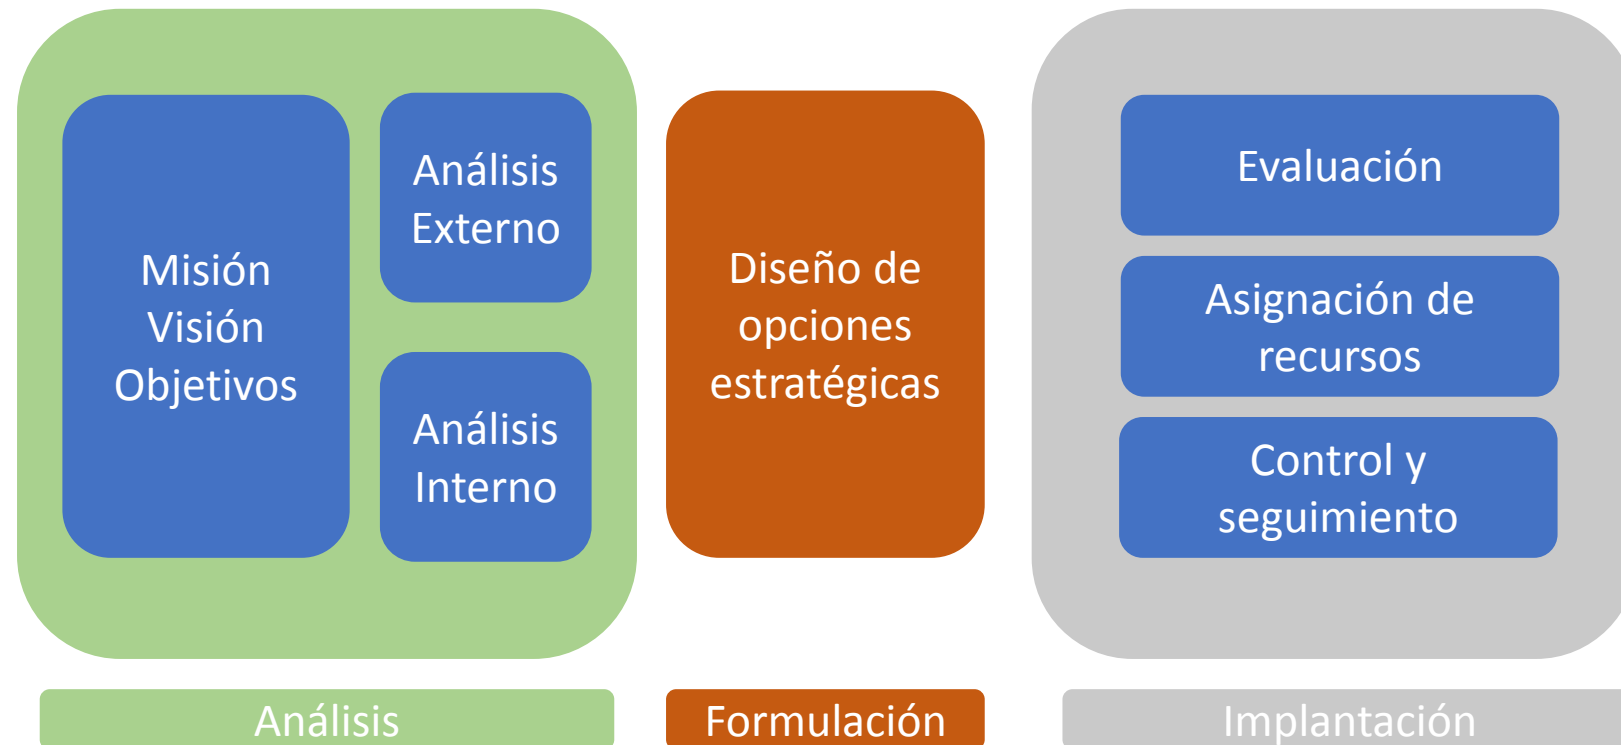 Misión
Visión
Objetivos
Análisis
Externo
Análisis
Interno
Diseño de
opciones
estratégicas
Evaluación
Asignación de
recursos
Control y
seguimiento
Análisis
Formulación
Implantación